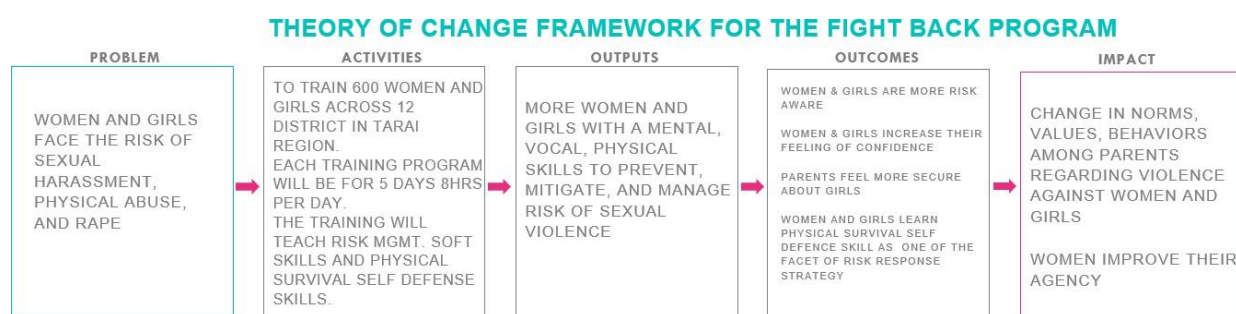 THEORY OF CHANGE FRAMEWORK FOR THE FIGHT BACK PROGRAM
PROBLEM
WOMEN AND GIRLS
FACE THE RISK OF
SEXUAL
HARASSMENT,
PHYSICAL ABUSE,
AND RAPE
ACTIVITIES
TO TRAIN 600 WOMEN AND
GIRLS ACROSS 12
DISTRICT IN TARAI
REGION.
EACH TRAINING PROGRAM
WILL BE FOR 5 DAYS 8HRS
PER DAY.
THE TRAINING WILL
TEACH RISK MGMT. SOFT
SKILLS AND PHYSICAL
SURVIVAL SELF DEFENSE
SKILLS.
OUTPUTS
MORE WOMEN AND
GIRLS WITH A MENTAL,
VOCAL, PHYSICAL
SKILLS TO PREVENT,
MITIGATE, AND MANAGE
RISK OF SEXUAL
VIOLENCE
OUTCOMES
WOMEN & GIRLS ARE MORE RISK
AWARE
WOMEN & GIRLS INCREASE THEIR
FEELING OF CONFIDENCE
PARENTS FEEL MORE SECURE
ABOUT GIRLS
WOMEN AND GIRLS LEARN
PHYSICAL SURVIVAL SELF
DEFENCE SKILL AS ONE OF THE
FACET OF RISK RESPONSE
STRATEGY
IMPACT
CHANGE IN NORMS,
VALUES, BEHAVIORS
AMONG PARENTS
REGARDING VIOLENCE
AGAINST WOMEN AND
GIRLS
WOMEN IMPROVE THEIR
AGENCY